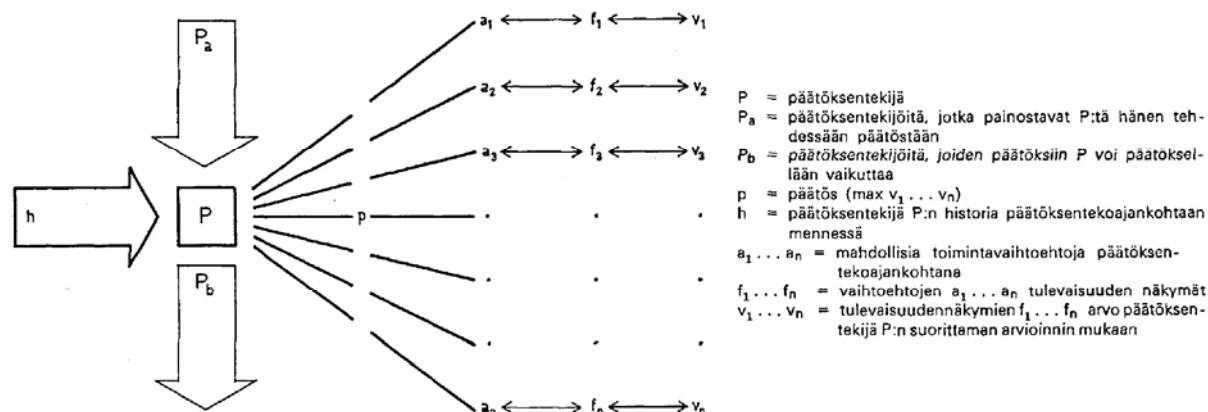 Pa
a1 f1 v1
a2 f2 v2
a3 f3 v3
h
P
p
Pb
an fn vn
P = päätöksentekijä
Pa = päätöksentekijöitä, jotka painostavat P:tä hänen teh-
dessään päätöstään
Pb = päätöksentekijöitä, joiden päätöksiin P voi päätöksel-
lään vaikuttaa
p = päätös (max v1 ... vn)
h = päätöksentekijä P:n historia päätöksentekoajankohtaan
mennessä
a1 ... an = mahdollisia toimintavaihtoehtoja päätöksen-
tekoajankohtana
f1 ... fn = vaihtoehtojen a1 ... an tulevaisuuden näkymät
v1 ... vn = tulevaisuudennäkymien f1 ... fn arvo päätöksen-
tekijä P:n suorittaman arvioinnin mukaan